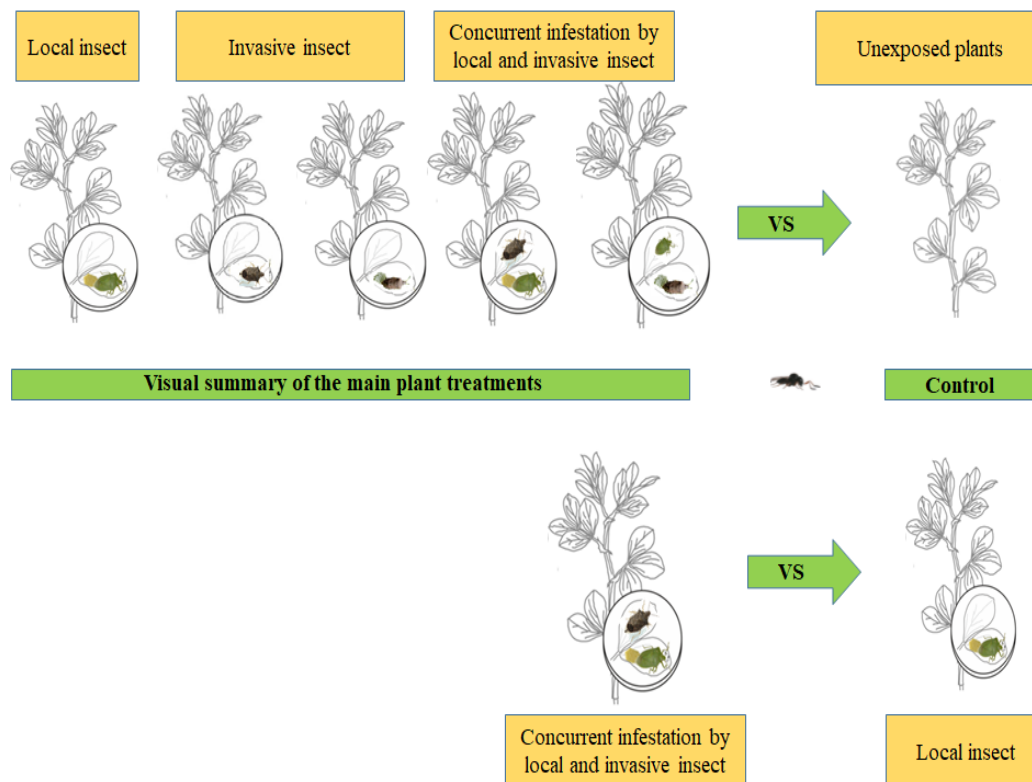 Local insect
Invasive insect
Concurrent infestation by
local and invasive insect
Unexposed plants
VS
Visual summary of the main plant treatments
Control
VS
Concurrent infestation by
local and invasive insect
Local insect